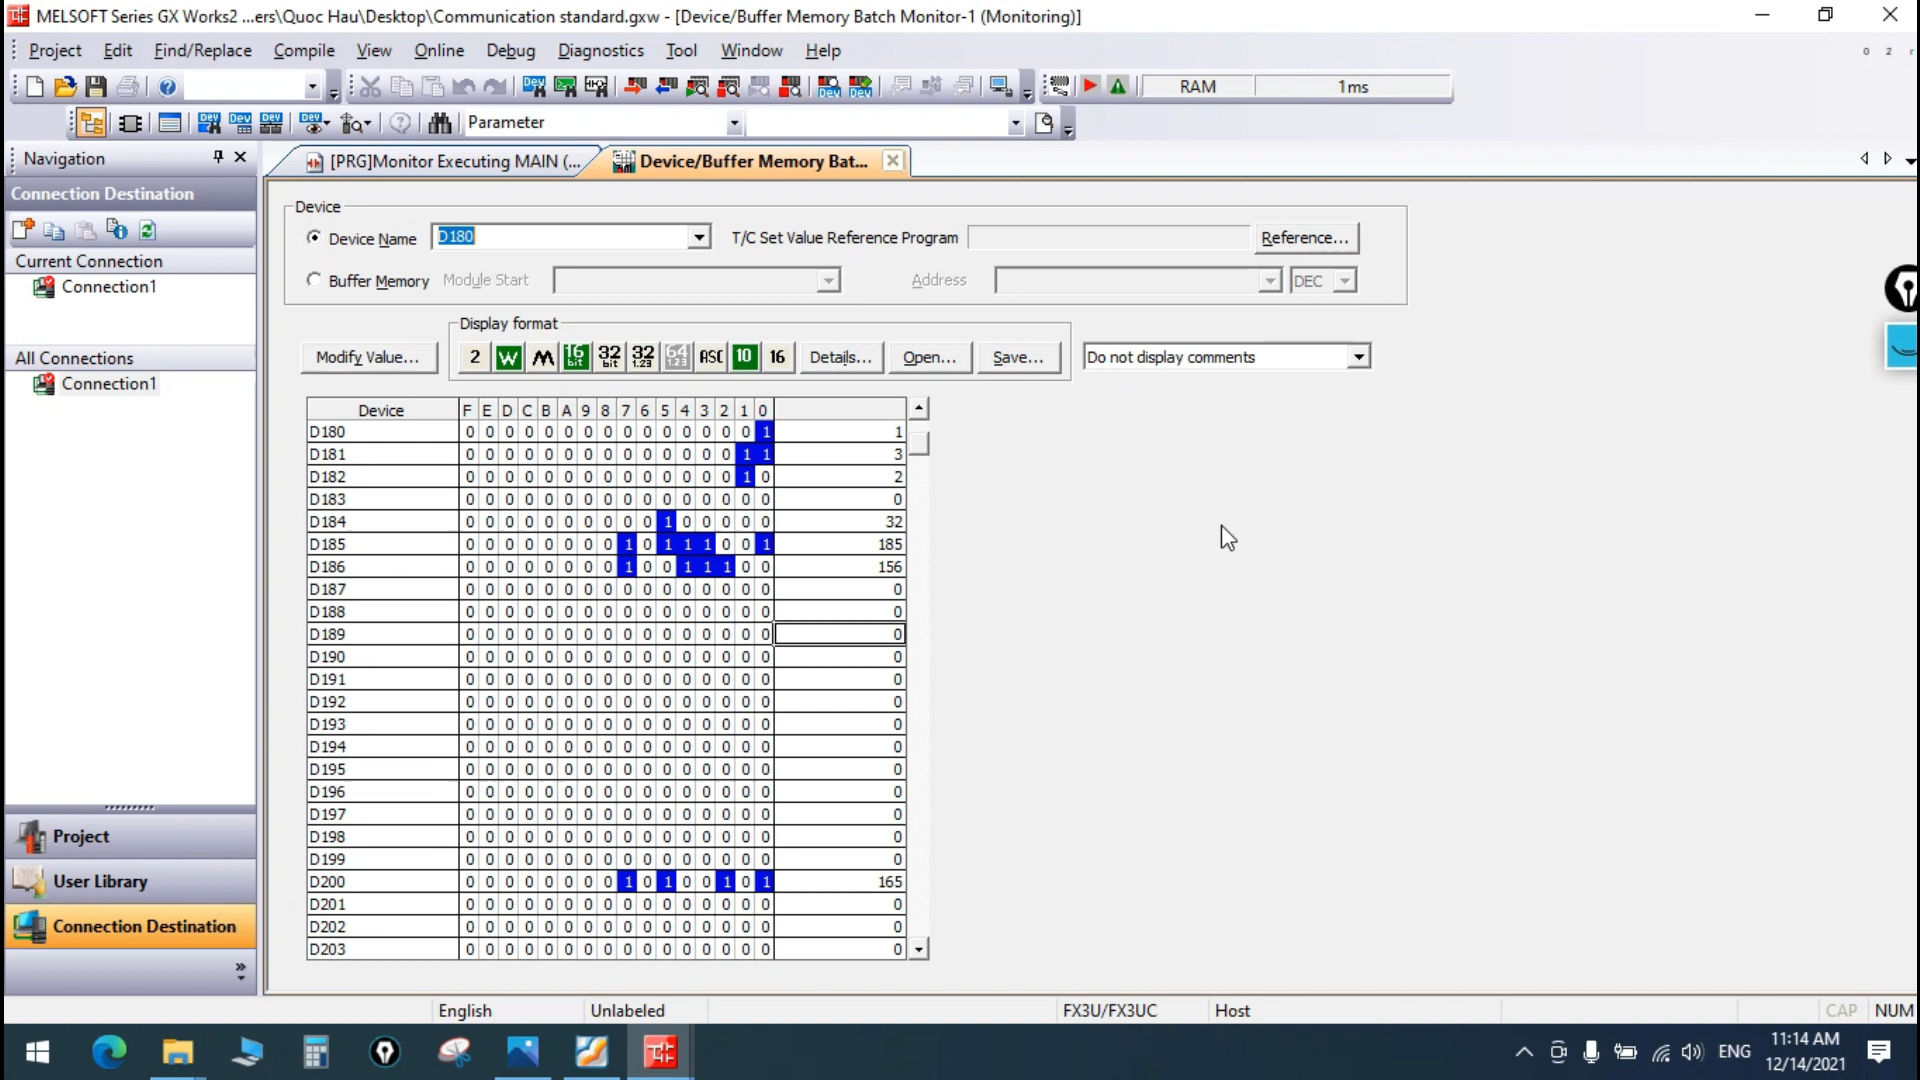 MELSOFT Series GX Works2 ...ers\Quoc Hau\Desktop\Communication standard.gxw - [Device/Buffer Memory Batch Monitor-1 (Monitoring)]
Project Edit Find/Replace Compile View Online Debug Diagnostics Tool Window Help
RAM 1ms
Parameter
Navigation
[PRG]Monitor Executing MAIN (... Device/Buffer Memory Bat...
Connection Destination
Current Connection
Connection1
All Connections
Connection1
Project
User Library
Connection Destination
Device
Device Name D180 T/C Set Value Reference Program Reference...
Buffer Memory Module Start Address DEC
Display format
Modify Value... 2 W M 16 bit 32 bit 32 1.23 64 1.23 ASC 10 16 Details... Open... Save... Do not display comments
Device F E D C B A 9 8 7 6 5 4 3 2 1 0
D180 0 0 0 0 0 0 0 0 0 0 0 0 0 0 0 1 1
D181 0 0 0 0 0 0 0 0 0 0 0 0 0 0 1 1 3
D182 0 0 0 0 0 0 0 0 0 0 0 0 0 0 1 0 2
D183 0 0 0 0 0 0 0 0 0 0 0 0 0 0 0 0 0
D184 0 0 0 0 0 0 0 0 0 0 1 0 0 0 0 0 32
D185 0 0 0 0 0 0 0 0 1 0 1 1 1 0 0 1 185
D186 0 0 0 0 0 0 0 0 1 0 0 1 1 1 0 0 156
D187 0 0 0 0 0 0 0 0 0 0 0 0 0 0 0 0 0
D188 0 0 0 0 0 0 0 0 0 0 0 0 0 0 0 0 0
D189 0 0 0 0 0 0 0 0 0 0 0 0 0 0 0 0 0
D190 0 0 0 0 0 0 0 0 0 0 0 0 0 0 0 0 0
D191 0 0 0 0 0 0 0 0 0 0 0 0 0 0 0 0 0
D192 0 0 0 0 0 0 0 0 0 0 0 0 0 0 0 0 0
D193 0 0 0 0 0 0 0 0 0 0 0 0 0 0 0 0 0
D194 0 0 0 0 0 0 0 0 0 0 0 0 0 0 0 0 0
D195 0 0 0 0 0 0 0 0 0 0 0 0 0 0 0 0 0
D196 0 0 0 0 0 0 0 0 0 0 0 0 0 0 0 0 0
D197 0 0 0 0 0 0 0 0 0 0 0 0 0 0 0 0 0
D198 0 0 0 0 0 0 0 0 0 0 0 0 0 0 0 0 0
D199 0 0 0 0 0 0 0 0 0 0 0 0 0 0 0 0 0
D200 0 0 0 0 0 0 0 0 1 0 1 0 0 1 0 1 165
D201 0 0 0 0 0 0 0 0 0 0 0 0 0 0 0 0 0
D202 0 0 0 0 0 0 0 0 0 0 0 0 0 0 0 0 0
D203 0 0 0 0 0 0 0 0 0 0 0 0 0 0 0 0 0
English Unlabeled FX3U/FX3UC Host CAP NUM
ENG 11:14 AM
12/14/2021